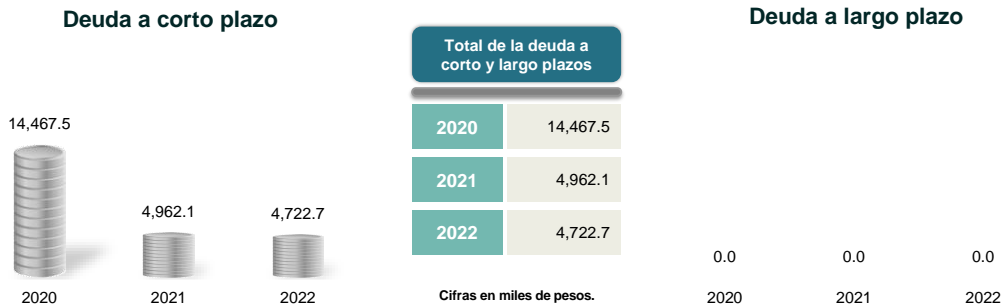 Deuda a corto plazo
14,467.5
4,962.1
4,722.7
2020
2021
2022
Total de la deuda a
corto y largo plazos
2020 14,467.5
2021 4,962.1
2022 4,722.7
Cifras en miles de pesos.
Deuda a largo plazo
0.0 0.0 0.0
2020 2021 2022